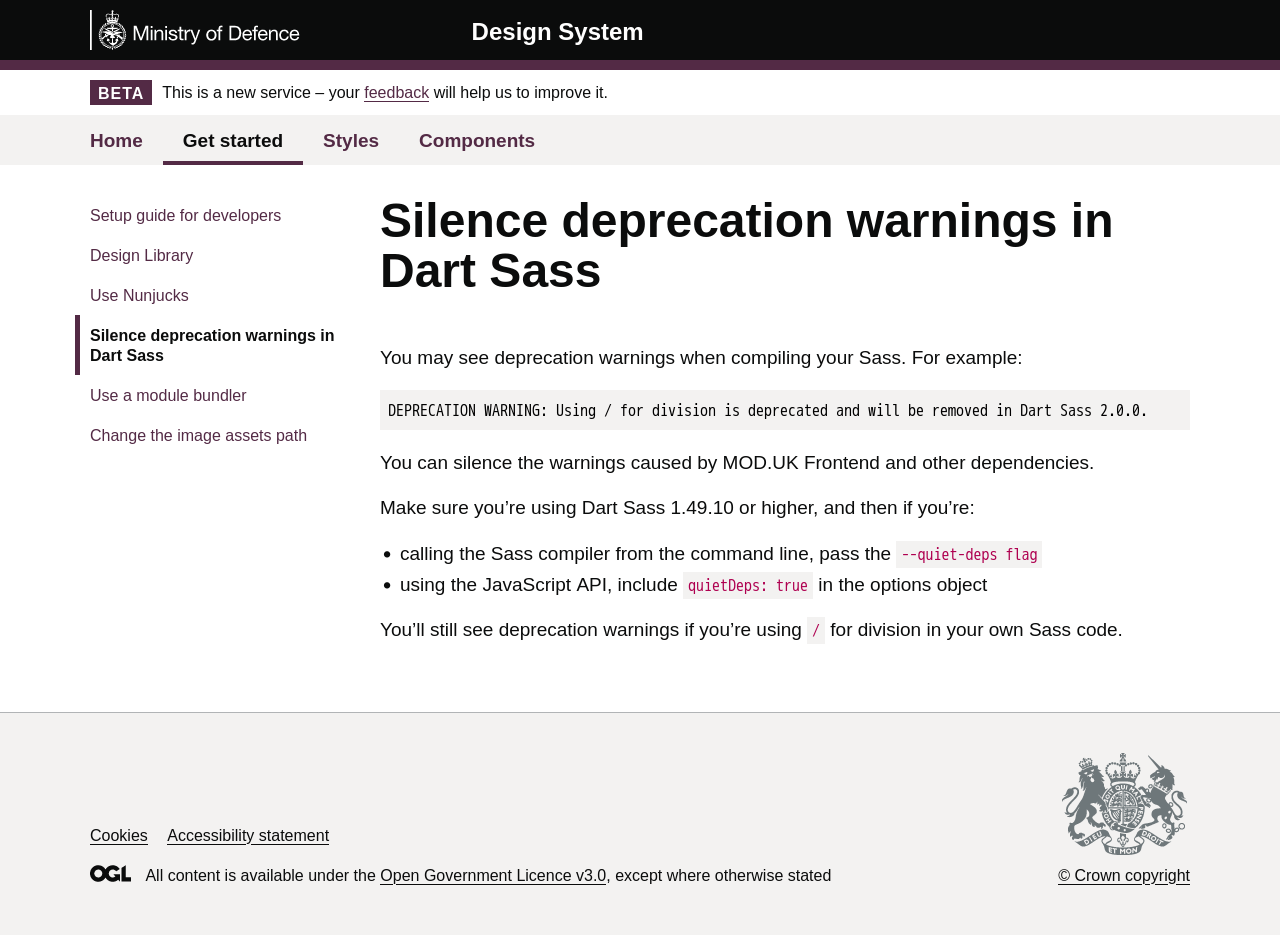 Ministry of Defence
Design System
BETA This is a new service – your feedback will help us to improve it.
Home Get started Styles Components
Setup guide for developers
Design Library
Use Nunjucks
Silence deprecation warnings in
Dart Sass
Use a module bundler
Change the image assets path
Silence deprecation warnings in
Dart Sass
You may see deprecation warnings when compiling your Sass. For example:
DEPRECATION WARNING: Using / for division is deprecated and will be removed in Dart Sass 2.0.0.
You can silence the warnings caused by MOD.UK Frontend and other dependencies.
Make sure you’re using Dart Sass 1.49.10 or higher, and then if you’re:
• calling the Sass compiler from the command line, pass the --quiet-deps flag
• using the JavaScript API, include quietDeps: true in the options object
You’ll still see deprecation warnings if you’re using / for division in your own Sass code.
Cookies Accessibility statement
OGL All content is available under the Open Government Licence v3.0, except where otherwise stated
DIEU ET MON DROIT
© Crown copyright